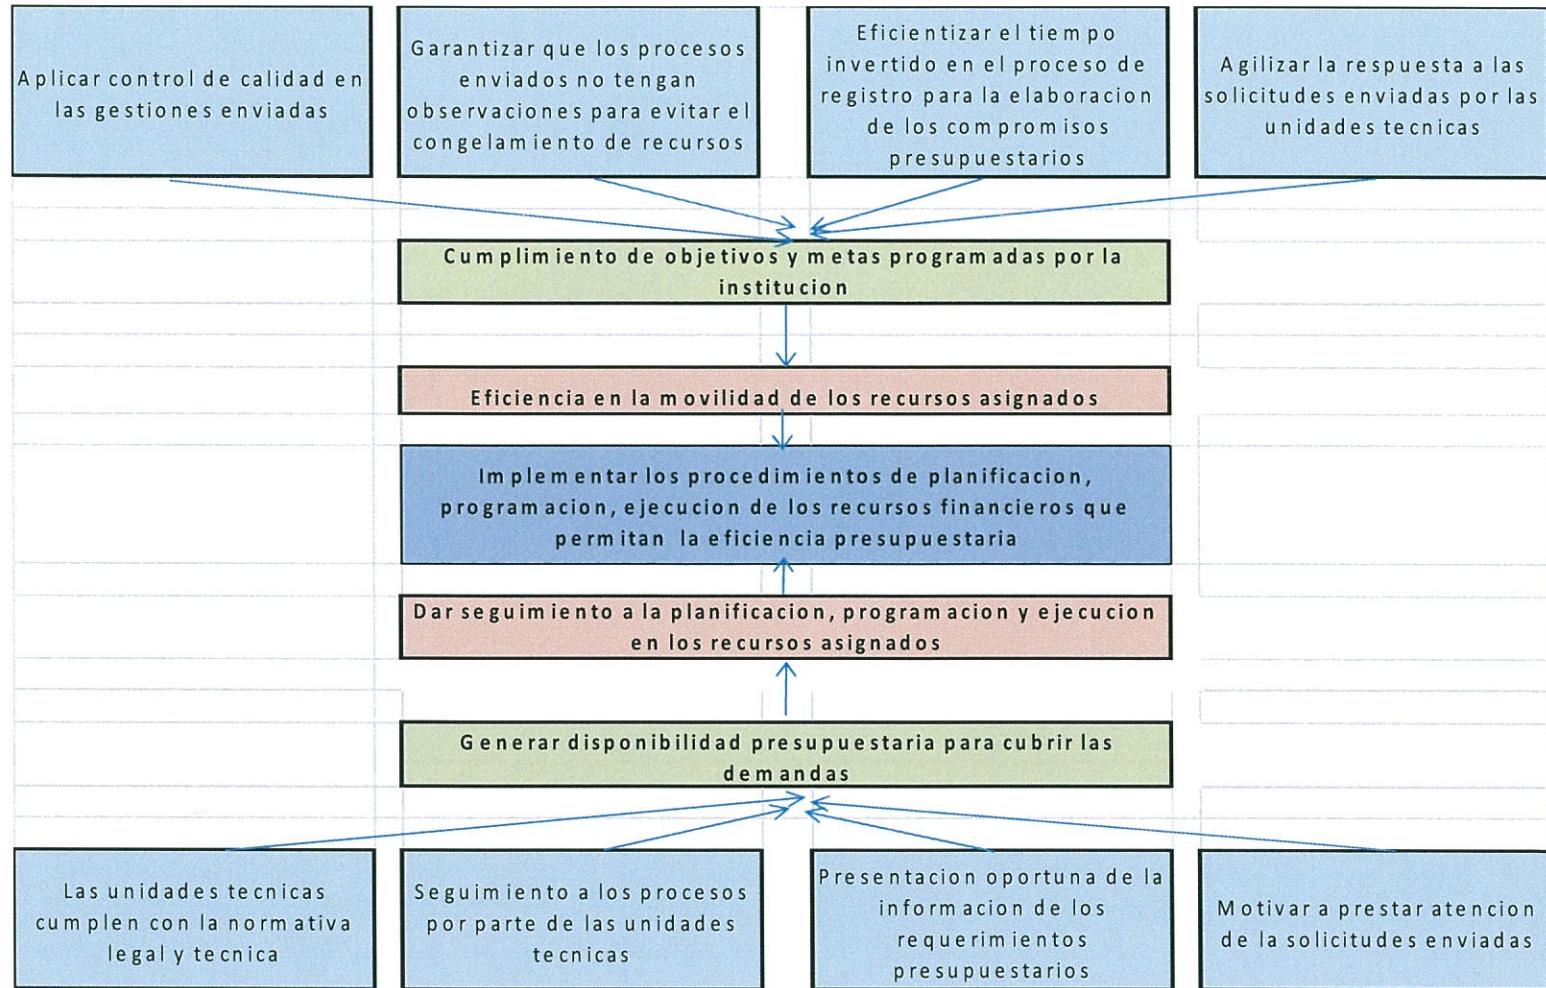 Aplicar control de calidad en
las gestiones enviadas
Garantizar que los procesos
enviados no tengan
observaciones para evitar el
congelamiento de recursos
Eficientizar el tiempo
invertido en el proceso de
registro para la elaboracion
de los compromisos
presupuestarios
Agilizar la respuesta a las
solicitudes enviadas por las
unidades tecnicas
Cumplimiento de objetivos y metas programadas por la
institucion
Eficiencia en la movilidad de los recursos asignados
Implementar los procedimientos de planificacion,
programacion, ejecucion de los recursos financieros que
permitan la eficiencia presupuestaria
Dar seguimiento a la planificacion, programacion y ejecucion
en los recursos asignados
Generar disponibilidad presupuestaria para cubrir las
demandas
Las unidades tecnicas
cumplen con la normativa
legal y tecnica
Seguimiento a los procesos
por parte de las unidades
tecnicas
Presentacion oportuna de la
informacion de los
requerimientos
presupuestarios
Motivar a prestar atencion
de la solicitudes enviadas